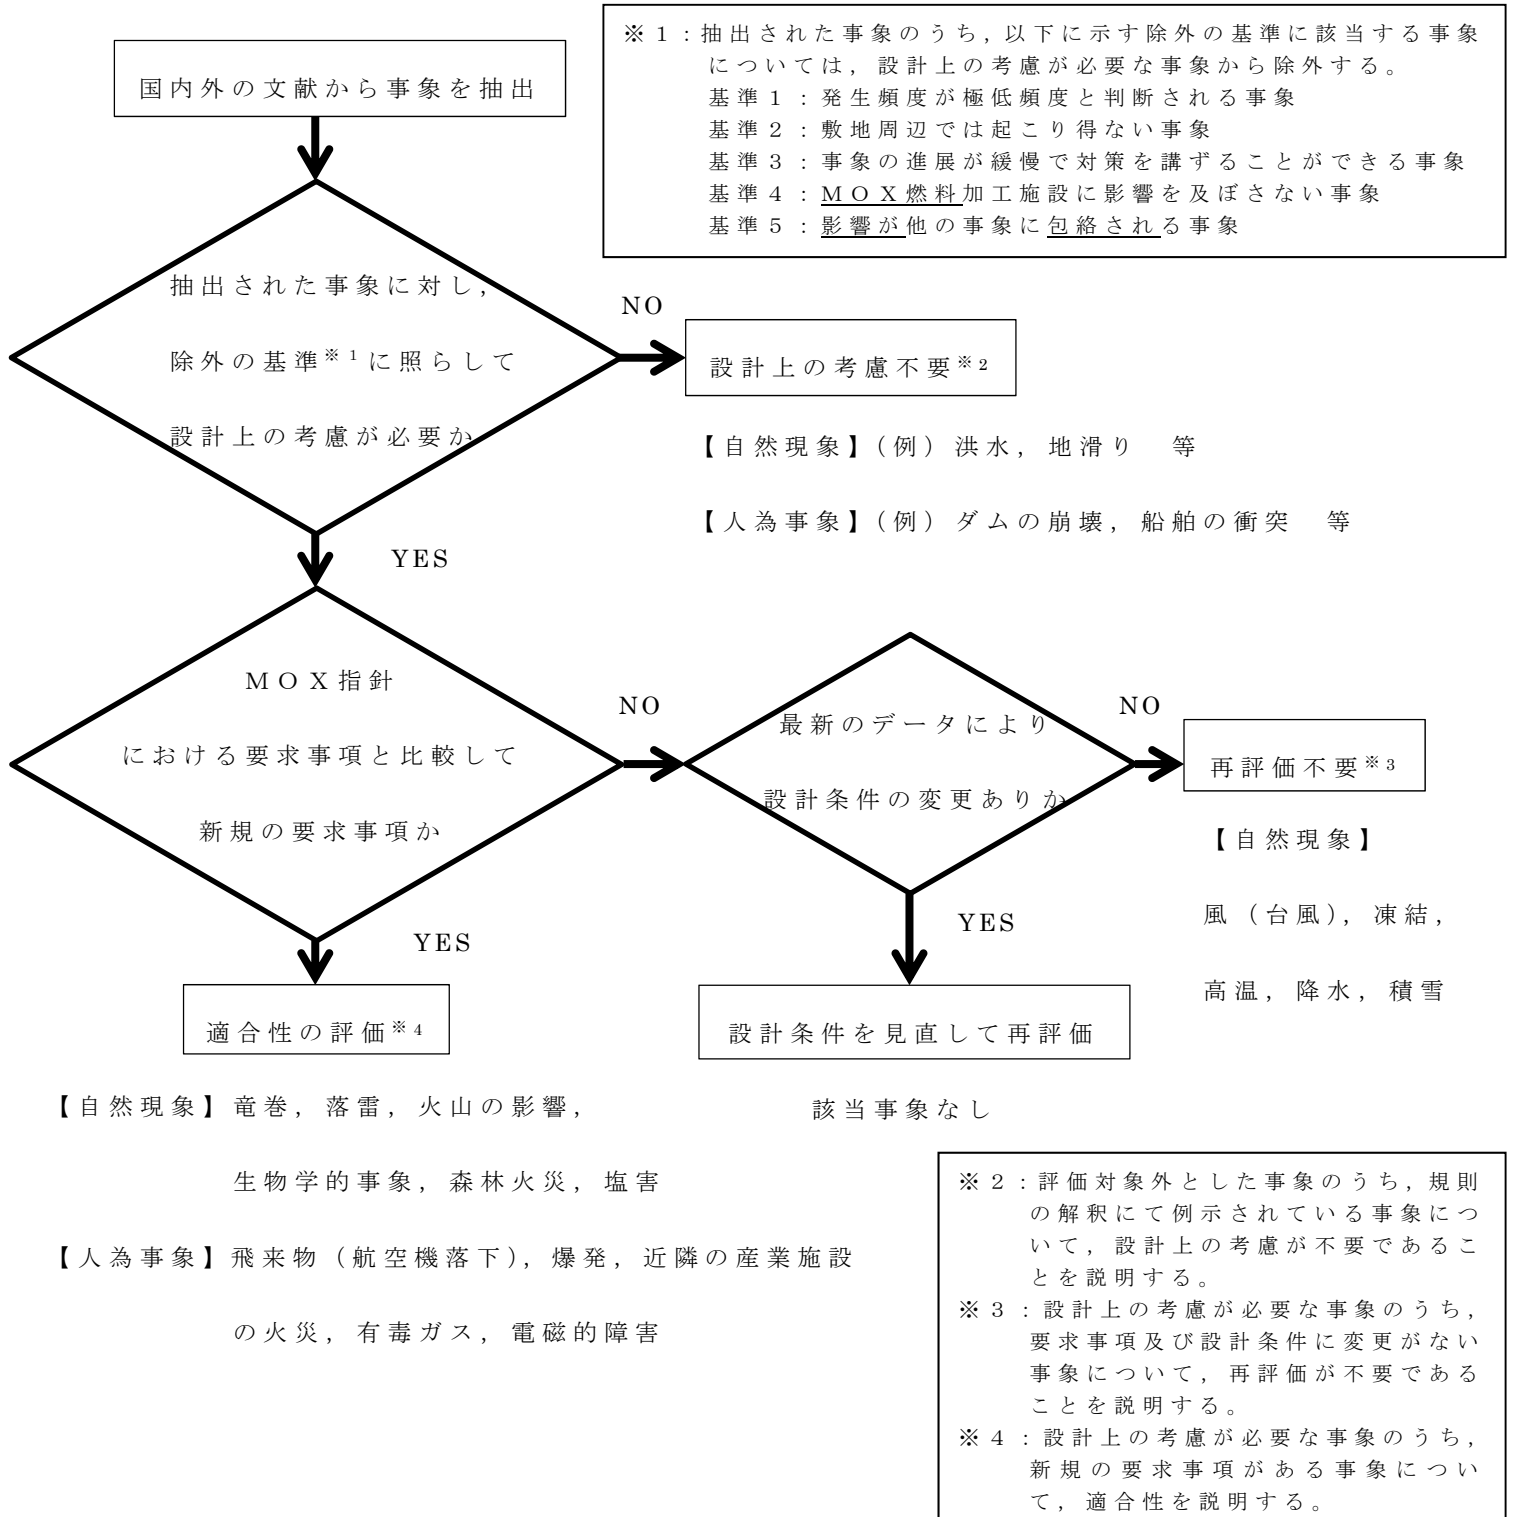 ※1：抽出された事象のうち，以下に示す除外の基準に該当する事象
については，設計上の考慮が必要な事象から除外する。
基準1：発生頻度が極低頻度と判断される事象
基準2：敷地周辺では起こり得ない事象
基準3：事象の進展が緩慢で対策を講ずることができる事象
基準4：ＭＯＸ燃料加工施設に影響を及ぼさない事象
基準5：影響が他の事象に包絡される事象
国内外の文献から事象を抽出
抽出された事象に対し，
除外の基準※1に照らして
設計上の考慮が必要か
NO
設計上の考慮不要※2
【自然現象】（例）洪水，地滑り　等
【人為事象】（例）ダムの崩壊，船舶の衝突　等
YES
ＭＯＸ指針
における要求事項と比較して
新規の要求事項か
NO
最新のデータにより
設計条件の変更ありか
NO
再評価不要※3
【自然現象】
風（台風），凍結，
高温，降水，積雪
YES
YES
適合性の評価※4
設計条件を見直して再評価
【自然現象】竜巻，落雷，火山の影響，
生物学的事象，森林火災，塩害
【人為事象】飛来物（航空機落下），爆発，近隣の産業施設
の火災，有毒ガス，電磁的障害
該当事象なし
※2：評価対象外とした事象のうち，規則
の解釈にて例示されている事象につ
いて，設計上の考慮が不要であるこ
とを説明する。
※3：設計上の考慮が必要な事象のうち，
要求事項及び設計条件に変更がない
事象について，再評価が不要である
ことを説明する。
※4：設計上の考慮が必要な事象のうち，
新規の要求事項がある事象につい
て，適合性を説明する。